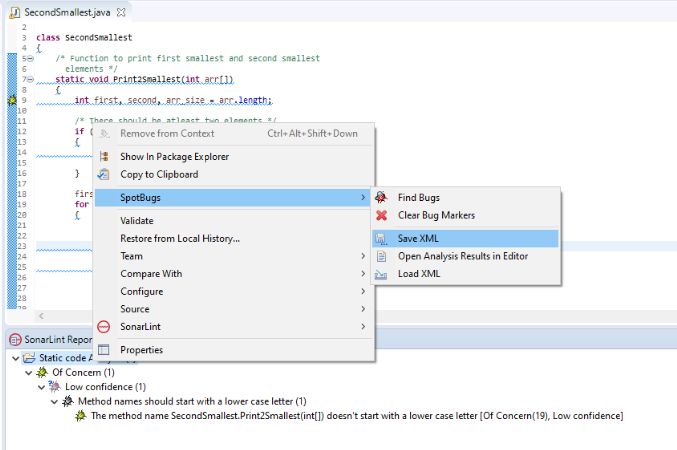 SecondSmallest.java
2
3 class SecondSmallest
4 {
5 /* Function to print first smallest and second smallest
6 elements */
7 static void Print2Smallest(int arr[])
8 {
9 int first, second, arr_size = arr.length;
10
11 /* There should be atleast two elements */
12 if (
13 {
14
15
16 }
17
18 firs
19 for
20 {
21
22
23
24
25
26
27
28
29
Remove from Context Ctrl+Alt+Shift+Down
Show In Package Explorer
Copy to Clipboard
SpotBugs
Validate
Restore from Local History...
Team
Compare With
Configure
Source
SonarLint
Properties
Find Bugs
Clear Bug Markers
Save XML
Open Analysis Results in Editor
Load XML
SonarLint Repor
Static code A
Of Concern (1)
Low confidence (1)
Method names should start with a lower case letter (1)
The method name SecondSmallest.Print2Smallest(int[]) doesn't start with a lower case letter [Of Concern(19), Low confidence]